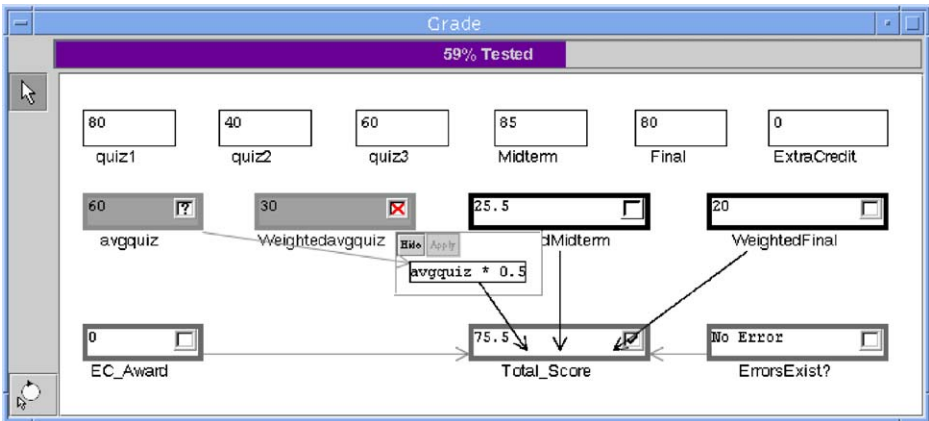 Grade
59% Tested
80 40 60 85 80 0
quiz1 quiz2 quiz3 Midterm Final ExtraCredit
60 ? 30 25.5 20
avgquiz Weightedavgquiz dMidterm WeightedFinal
Hide Apply
avgquiz * 0.5
0 75.5 No Error
EC_Award Total_Score ErrorsExist?